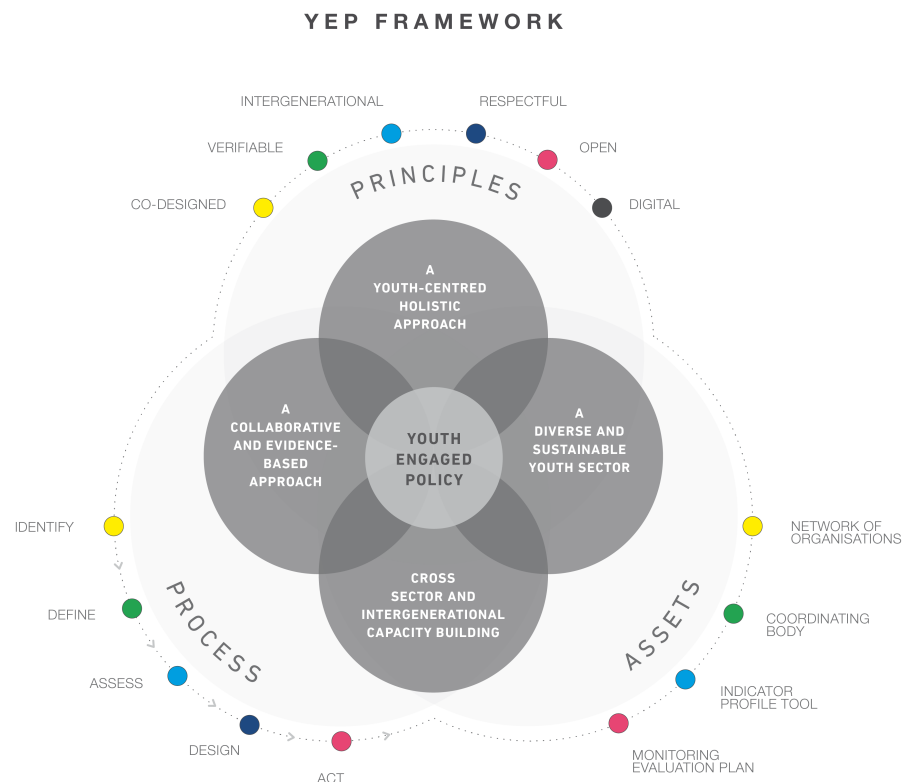 YEP FRAMEWORK
INTERGENERATIONAL
RESPECTFUL
VERIFIABLE
OPEN
CO-DESIGNED
DIGITAL
PRINCIPLES
A
YOUTH-CENTRED
HOLISTIC
APPROACH
A
COLLABORATIVE
AND EVIDENCE-
BASED
APPROACH
YOUTH
ENGAGED
POLICY
A
DIVERSE AND
SUSTAINABLE
YOUTH SECTOR
CROSS
SECTOR AND
INTERGENERATIONAL
CAPACITY BUILDING
PROCESS
IDENTIFY
DEFINE
ASSESS
DESIGN
ACT
ASSETS
NETWORK OF
ORGANISATIONS
COORDINATING
BODY
INDICATOR
PROFILE TOOL
MONITORING
EVALUATION PLAN